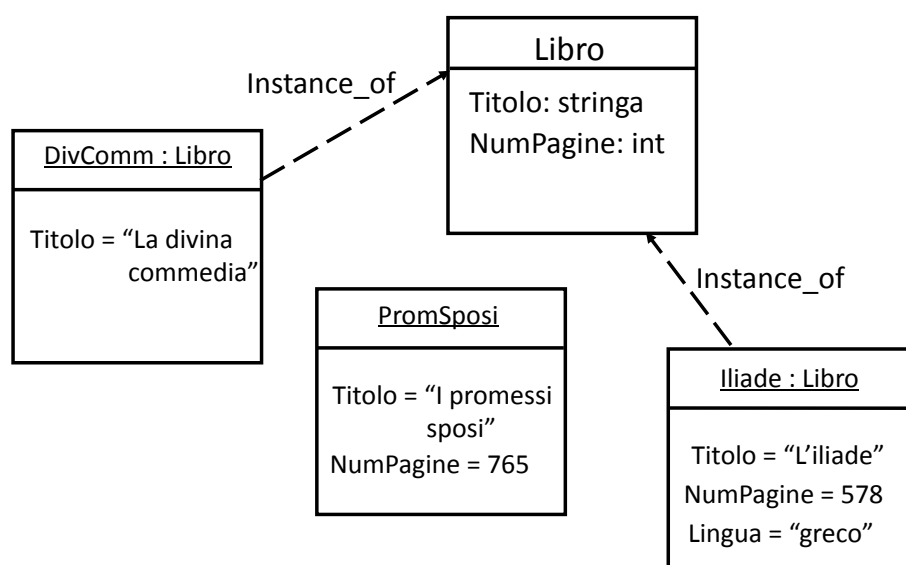 Libro
Titolo: stringa
NumPagine: int
Instance_of
DivComm : Libro
Titolo = “La divina
commedia”
Instance_of
PromSposi
Titolo = “I promessi
sposi”
NumPagine = 765
Iliade : Libro
Titolo = “L’iliade”
NumPagine = 578
Lingua = “greco”